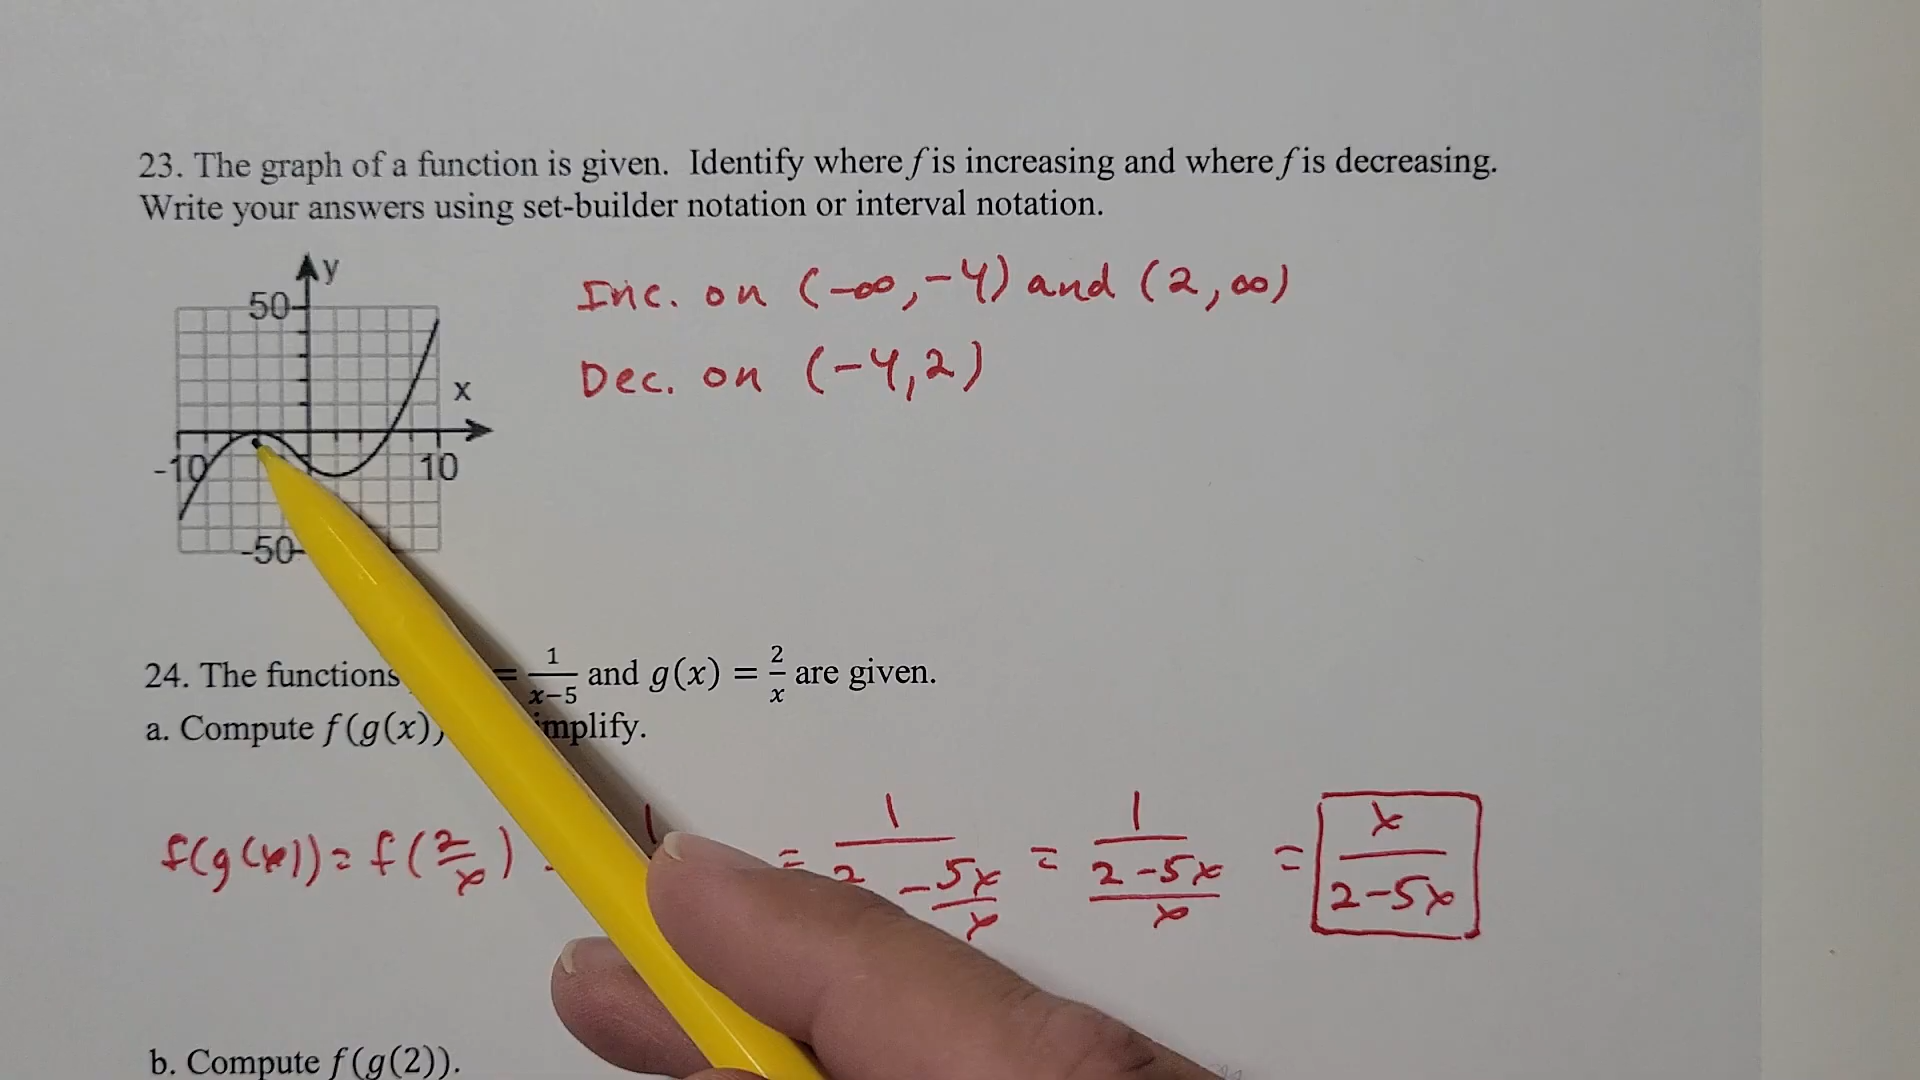 23. The graph of a function is given. Identify where f is increasing and where f is decreasing.
Write your answers using set-builder notation or interval notation.
y
50
x
-10
10
-50
Inc. on (-∞,-4) and (2,∞)
Dec. on (-4,2)
24. The functions = 1/(x−5) and g(x) = 2/x are given.
a. Compute f(g(x)) implify.
f(g(x)) = f(2/x) = 1/(2 - 5x/x) = 1/((2-5x)/x) = x/(2-5x)
b. Compute f(g(2)).